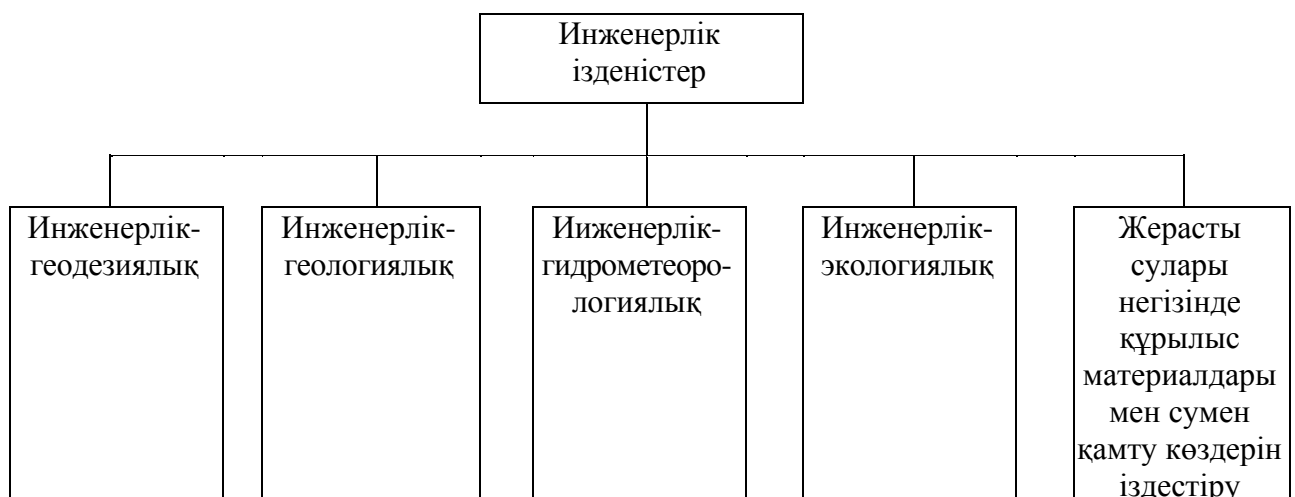 Инженерлік
ізденістер
Инженерлік-
геодезиялық
Инженерлік-
геологиялық
Ииженерлік-
гидрометеоро-
логиялық
Инженерлік-
экологиялық
Жерасты
сулары
негізінде
құрылыс
материалдары
мен сумен
қамту көздерін
іздестіру